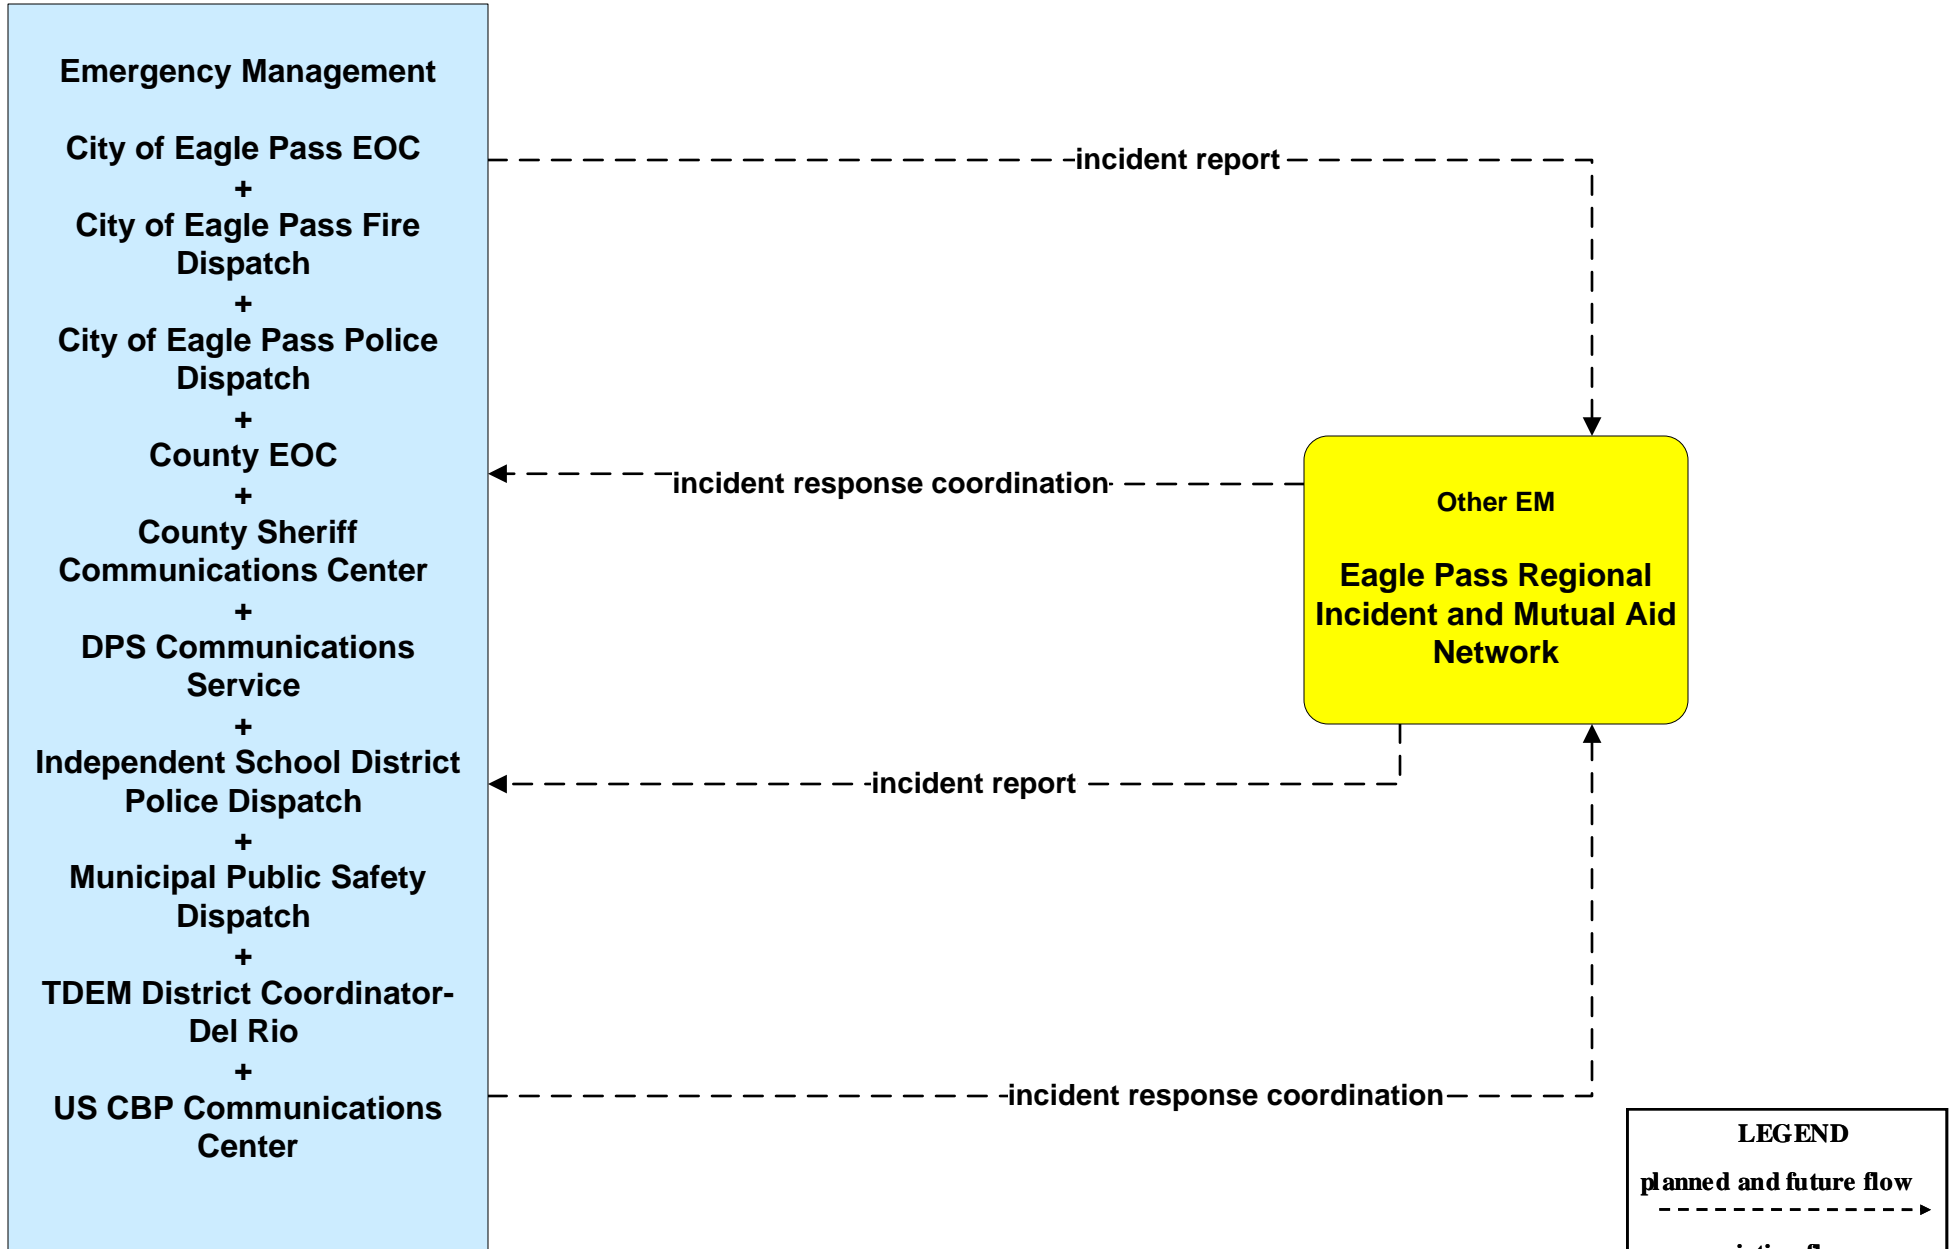 Emergency Management
City of Eagle Pass EOC
+
City of Eagle Pass Fire
Dispatch
+
City of Eagle Pass Police
Dispatch
+
County EOC
+
County Sheriff
Communications Center
+
DPS Communications
Service
+
Independent School District
Police Dispatch
+
Municipal Public Safety
Dispatch
+
TDEM District Coordinator-
Del Rio
+
US CBP Communications
Center
incident report
incident response coordination
incident report
incident response coordination
Other EM
Eagle Pass Regional
Incident and Mutual Aid
Network
LEGEND
planned and future flow